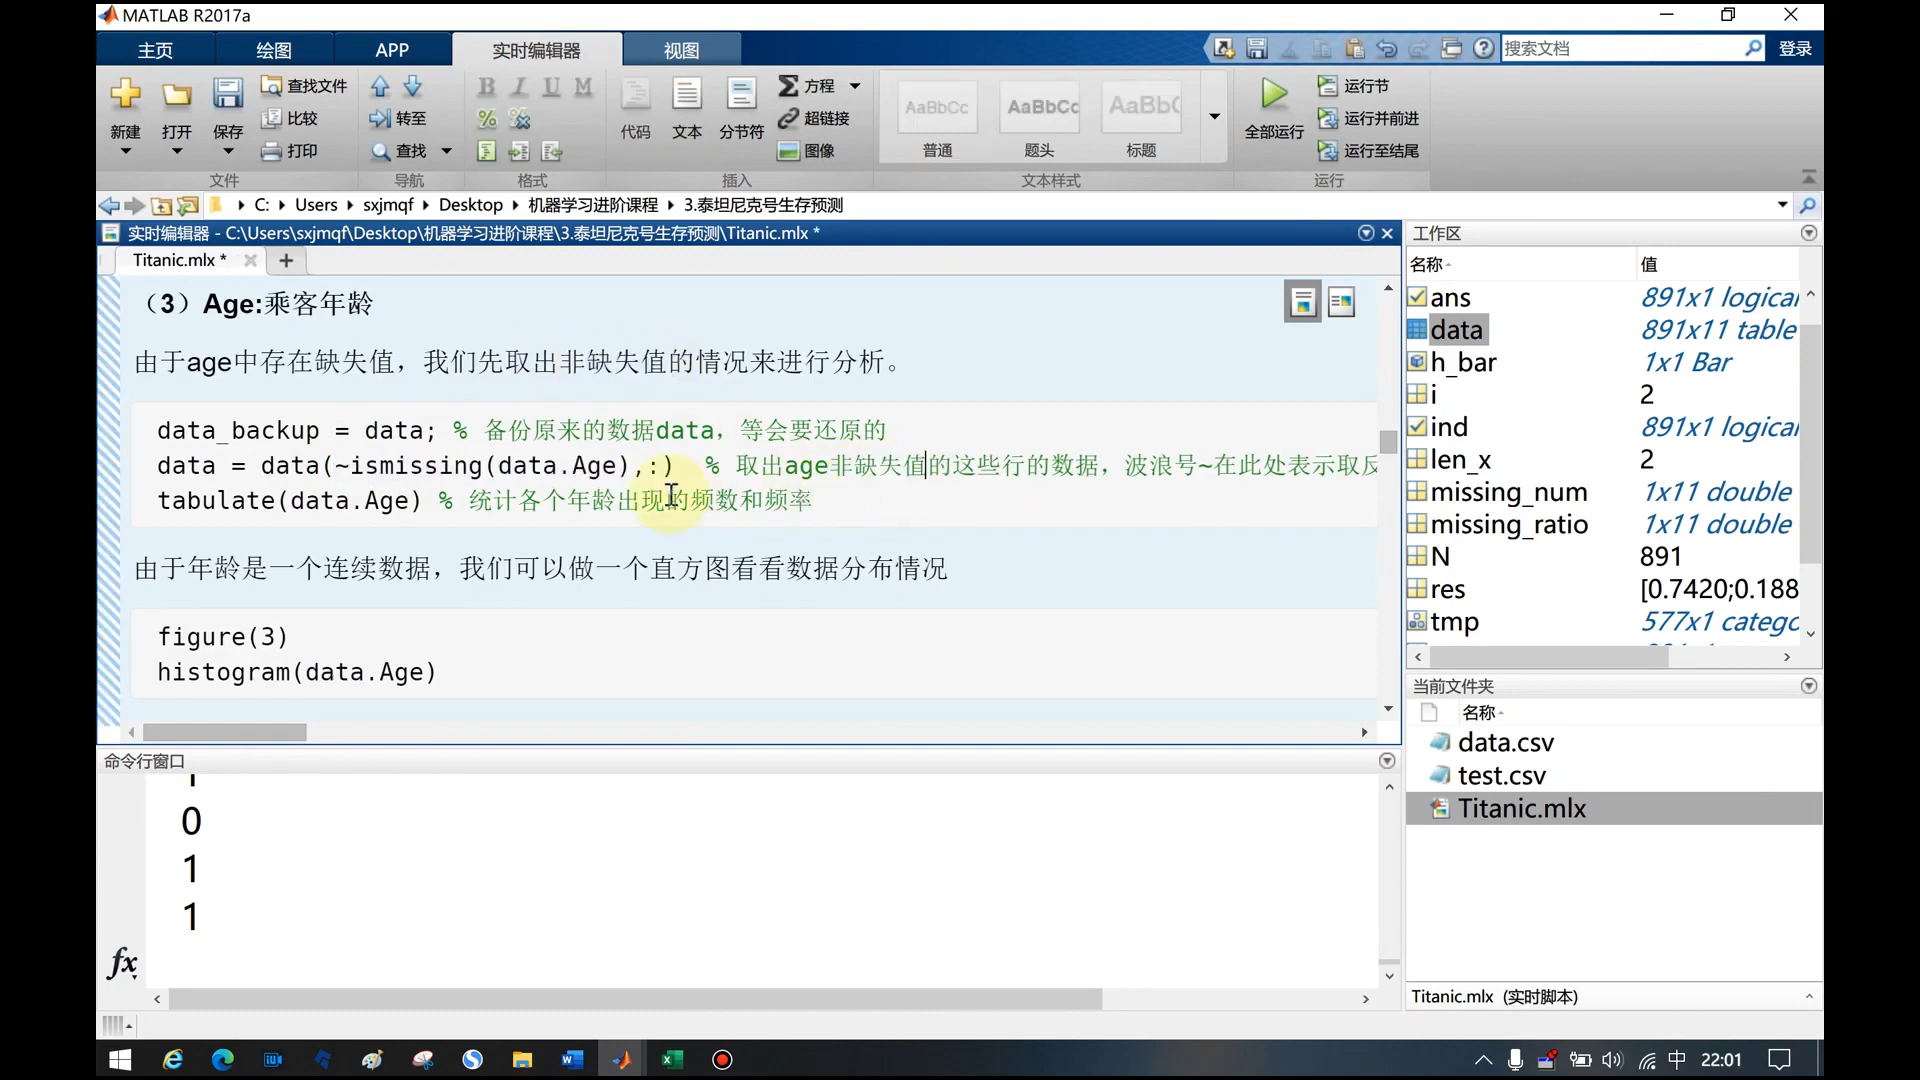 MATLAB R2017a
主页
绘图
APP
实时编辑器
视图
搜索文档
登录
新建
打开
保存
查找文件
比较
打印
转至
查找
B I U M
代码
文本
分节符
方程
超链接
图像
AaBbCc
普通
AaBbCc
题头
AaBb
标题
全部运行
运行节
运行并前进
运行至结尾
文件
导航
格式
插入
文本样式
运行
C: Users sxjmqf Desktop 机器学习进阶课程 3.泰坦尼克号生存预测
实时编辑器 - C:\Users\sxjmqf\Desktop\机器学习进阶课程\3.泰坦尼克号生存预测\Titanic.mlx *
Titanic.mlx *
（3）Age:乘客年龄
由于age中存在缺失值，我们先取出非缺失值的情况来进行分析。
data_backup = data; % 备份原来的数据data，等会要还原的
data = data(~ismissing(data.Age),:) % 取出age非缺失值的这些行的数据，波浪号~在此处表示取反
tabulate(data.Age) % 统计各个年龄出现的频数和频率
由于年龄是一个连续数据，我们可以做一个直方图看看数据分布情况
figure(3)
histogram(data.Age)
命令行窗口
0
1
1
fx
工作区
名称 值
ans 891x1 logical
data 891x11 table
h_bar 1x1 Bar
i 2
ind 891x1 logical
len_x 2
missing_num 1x11 double
missing_ratio 1x11 double
N 891
res [0.7420;0.188
tmp 577x1 catego
当前文件夹
名称
data.csv
test.csv
Titanic.mlx
Titanic.mlx (实时脚本)
中
22:01